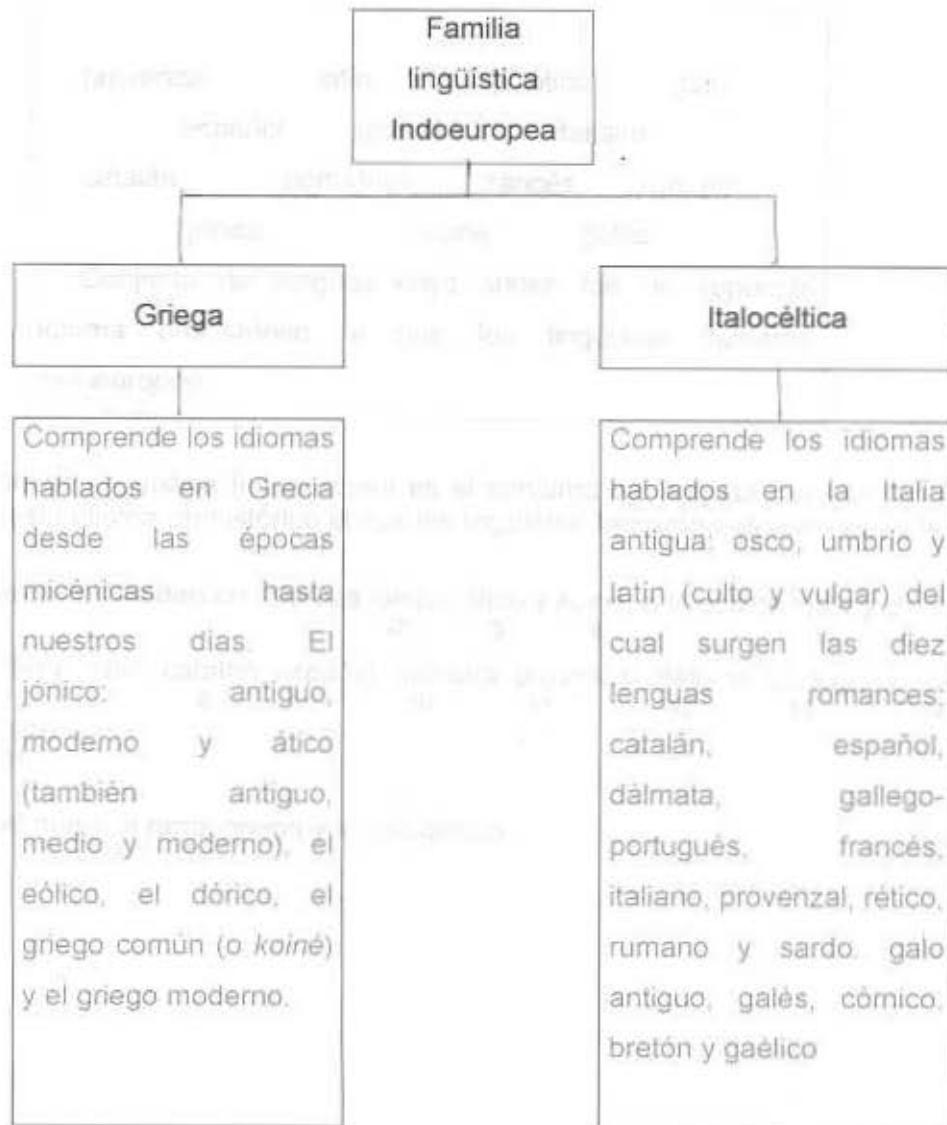 Familia
lingüística
Indoeuropea
Griega
Italocéltica
Comprende los idiomas
hablados en Grecia
desde las épocas
micénicas hasta
nuestros días. El
jónico: antiguo,
moderno y ático
(también antiguo,
medio y moderno), el
eólico, el dórico, el
griego común (o koiné)
y el griego moderno.
Comprende los idiomas
hablados en la Italia
antigua; osco, umbrio y
latín (culto y vulgar) del
cual surgen las diez
lenguas romances:
catalán, español,
dálmata, gallego-
portugués, francés,
italiano, provenzal, rético,
rumano y sardo. galo
antiguo, galés, córnico,
bretón y gaélico